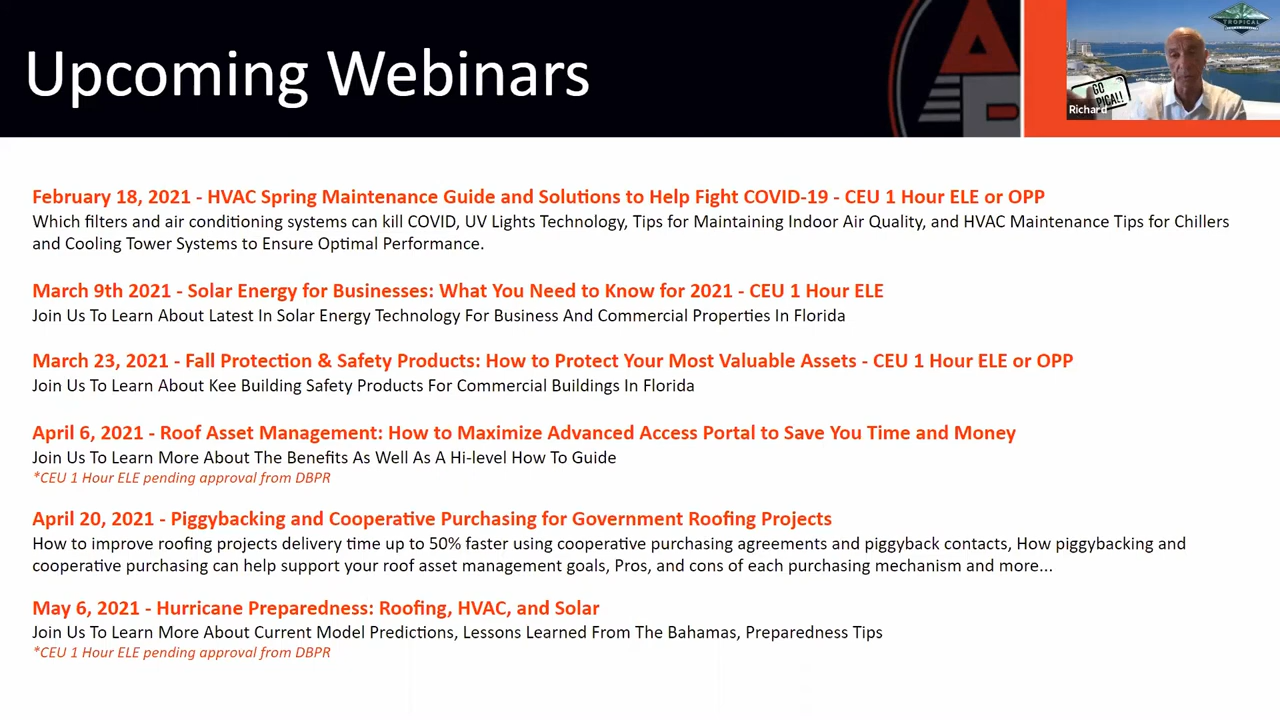 Upcoming Webinars
TROPICAL
GO
PICAL!
Richard
February 18, 2021 - HVAC Spring Maintenance Guide and Solutions to Help Fight COVID-19 - CEU 1 Hour ELE or OPP
Which filters and air conditioning systems can kill COVID, UV Lights Technology, Tips for Maintaining Indoor Air Quality, and HVAC Maintenance Tips for Chillers
and Cooling Tower Systems to Ensure Optimal Performance.
March 9th 2021 - Solar Energy for Businesses: What You Need to Know for 2021 - CEU 1 Hour ELE
Join Us To Learn About Latest In Solar Energy Technology For Business And Commercial Properties In Florida
March 23, 2021 - Fall Protection & Safety Products: How to Protect Your Most Valuable Assets - CEU 1 Hour ELE or OPP
Join Us To Learn About Kee Building Safety Products For Commercial Buildings In Florida
April 6, 2021 - Roof Asset Management: How to Maximize Advanced Access Portal to Save You Time and Money
Join Us To Learn More About The Benefits As Well As A Hi-level How To Guide
*CEU 1 Hour ELE pending approval from DBPR
April 20, 2021 - Piggybacking and Cooperative Purchasing for Government Roofing Projects
How to improve roofing projects delivery time up to 50% faster using cooperative purchasing agreements and piggyback contacts, How piggybacking and
cooperative purchasing can help support your roof asset management goals, Pros, and cons of each purchasing mechanism and more...
May 6, 2021 - Hurricane Preparedness: Roofing, HVAC, and Solar
Join Us To Learn More About Current Model Predictions, Lessons Learned From The Bahamas, Preparedness Tips
*CEU 1 Hour ELE pending approval from DBPR